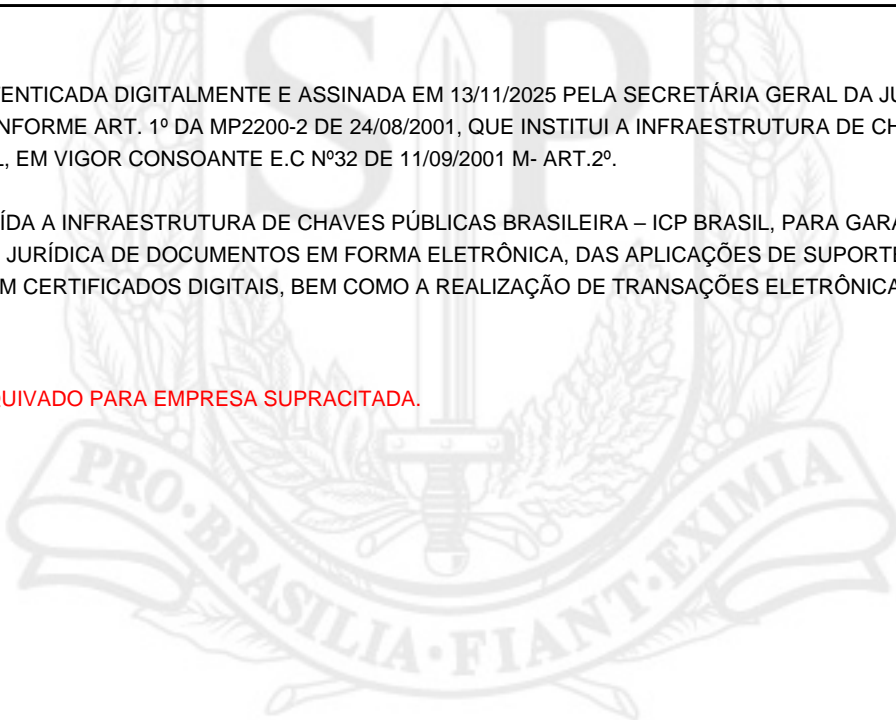 ENTICADA DIGITALMENTE E ASSINADA EM 13/11/2025 PELA SECRETÁRIA GERAL DA JU
NFORME ART. 1º DA MP2200-2 DE 24/08/2001, QUE INSTITUI A INFRAESTRUTURA DE CH
L, EM VIGOR CONSOANTE E.C Nº32 DE 11/09/2001 M- ART.2º.
ÍDA A INFRAESTRUTURA DE CHAVES PÚBLICAS BRASILEIRA – ICP BRASIL, PARA GARA
JURÍDICA DE DOCUMENTOS EM FORMA ELETRÔNICA, DAS APLICAÇÕES DE SUPORTE
M CERTIFICADOS DIGITAIS, BEM COMO A REALIZAÇÃO DE TRANSAÇÕES ELETRÔNICA
UIVADO PARA EMPRESA SUPRACITADA.
SP
PRO·BRASILIA·FIANT·EXIMIA